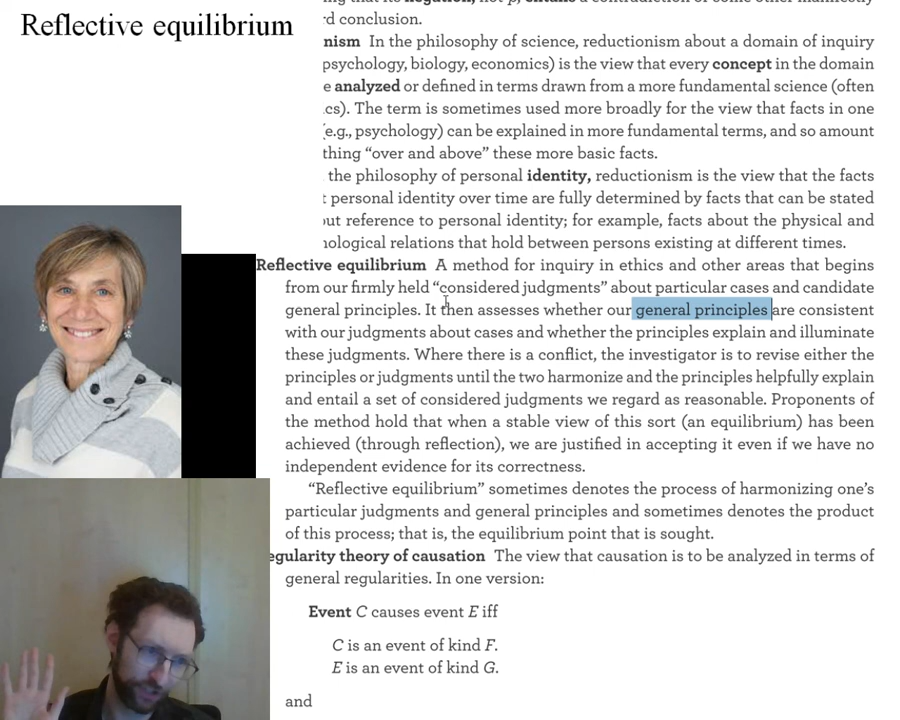 Reflective equilibrium
rd conclusion.
nism In the philosophy of science, reductionism about a domain of inquiry
psychology, biology, economics) is the view that every concept in the domain
e analyzed or defined in terms drawn from a more fundamental science (often
cs). The term is sometimes used more broadly for the view that facts in one
(e.g., psychology) can be explained in more fundamental terms, and so amount
thing “over and above” these more basic facts.
the philosophy of personal identity, reductionism is the view that the facts
t personal identity over time are fully determined by facts that can be stated
out reference to personal identity; for example, facts about the physical and
hological relations that hold between persons existing at different times.
Reflective equilibrium A method for inquiry in ethics and other areas that begins
from our firmly held “considered judgments” about particular cases and candidate
general principles. It then assesses whether our general principles are consistent
with our judgments about cases and whether the principles explain and illuminate
these judgments. Where there is a conflict, the investigator is to revise either the
principles or judgments until the two harmonize and the principles helpfully explain
and entail a set of considered judgments we regard as reasonable. Proponents of
the method hold that when a stable view of this sort (an equilibrium) has been
achieved (through reflection), we are justified in accepting it even if we have no
independent evidence for its correctness.
“Reflective equilibrium” sometimes denotes the process of harmonizing one’s
particular judgments and general principles and sometimes denotes the product
of this process; that is, the equilibrium point that is sought.
egularity theory of causation The view that causation is to be analyzed in terms of
general regularities. In one version:
Event C causes event E iff
C is an event of kind F.
E is an event of kind G.
and